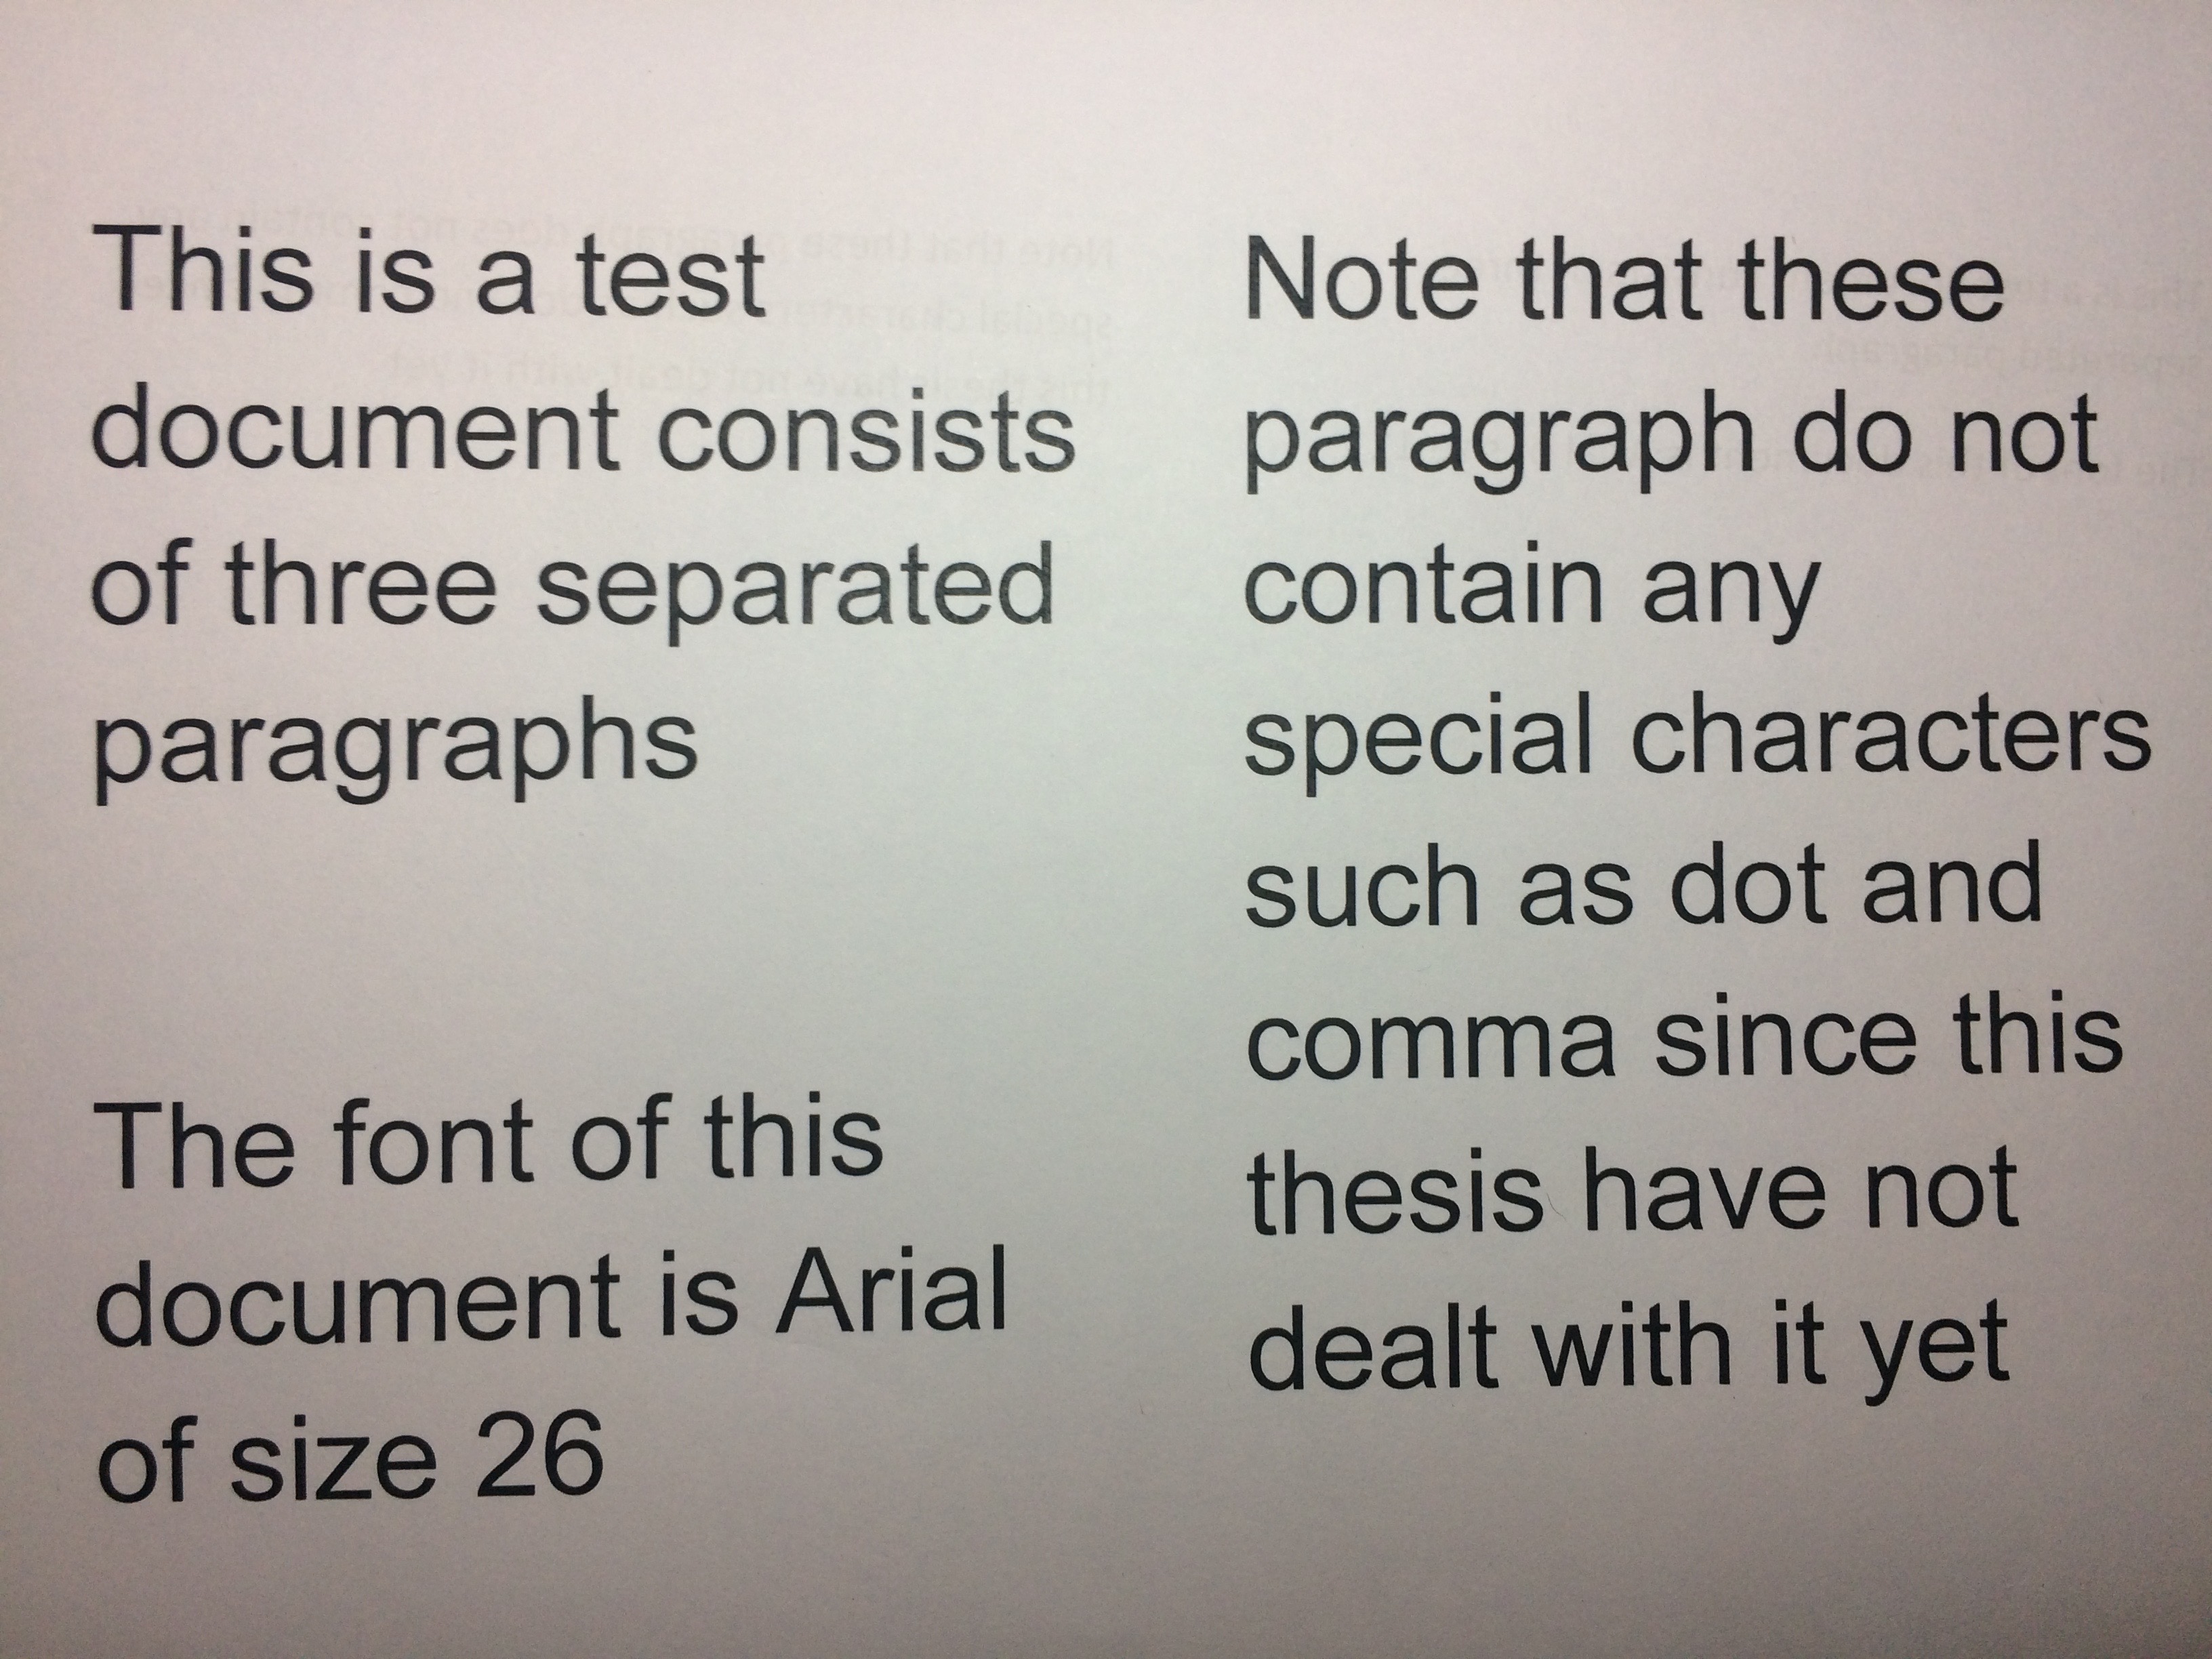 This is a test
document consists
of three separated
paragraphs
The font of this
document is Arial
of size 26
Note that these
paragraph do not
contain any
special characters
such as dot and
comma since this
thesis have not
dealt with it yet